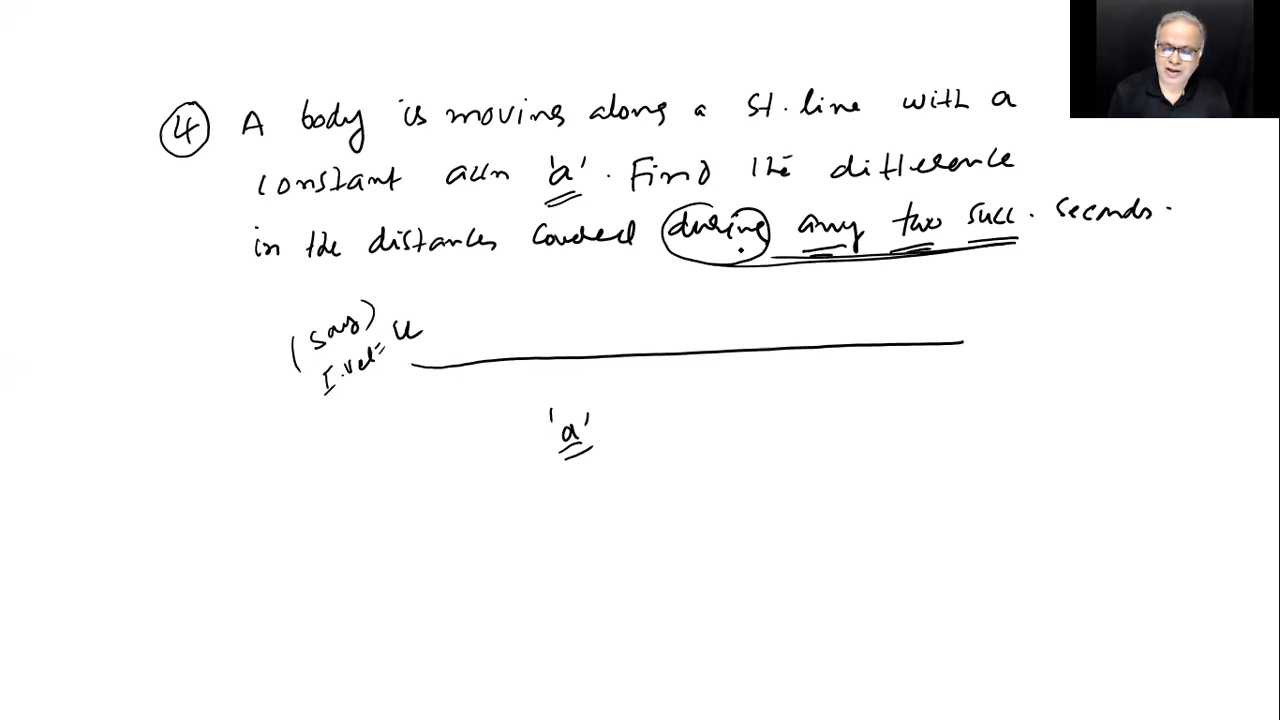 4 A body is moving along a St. line with a
constant accn 'a'. Find the difference
in the distances covered during any two succ. seconds.
(say)
I.vel = u
'a'